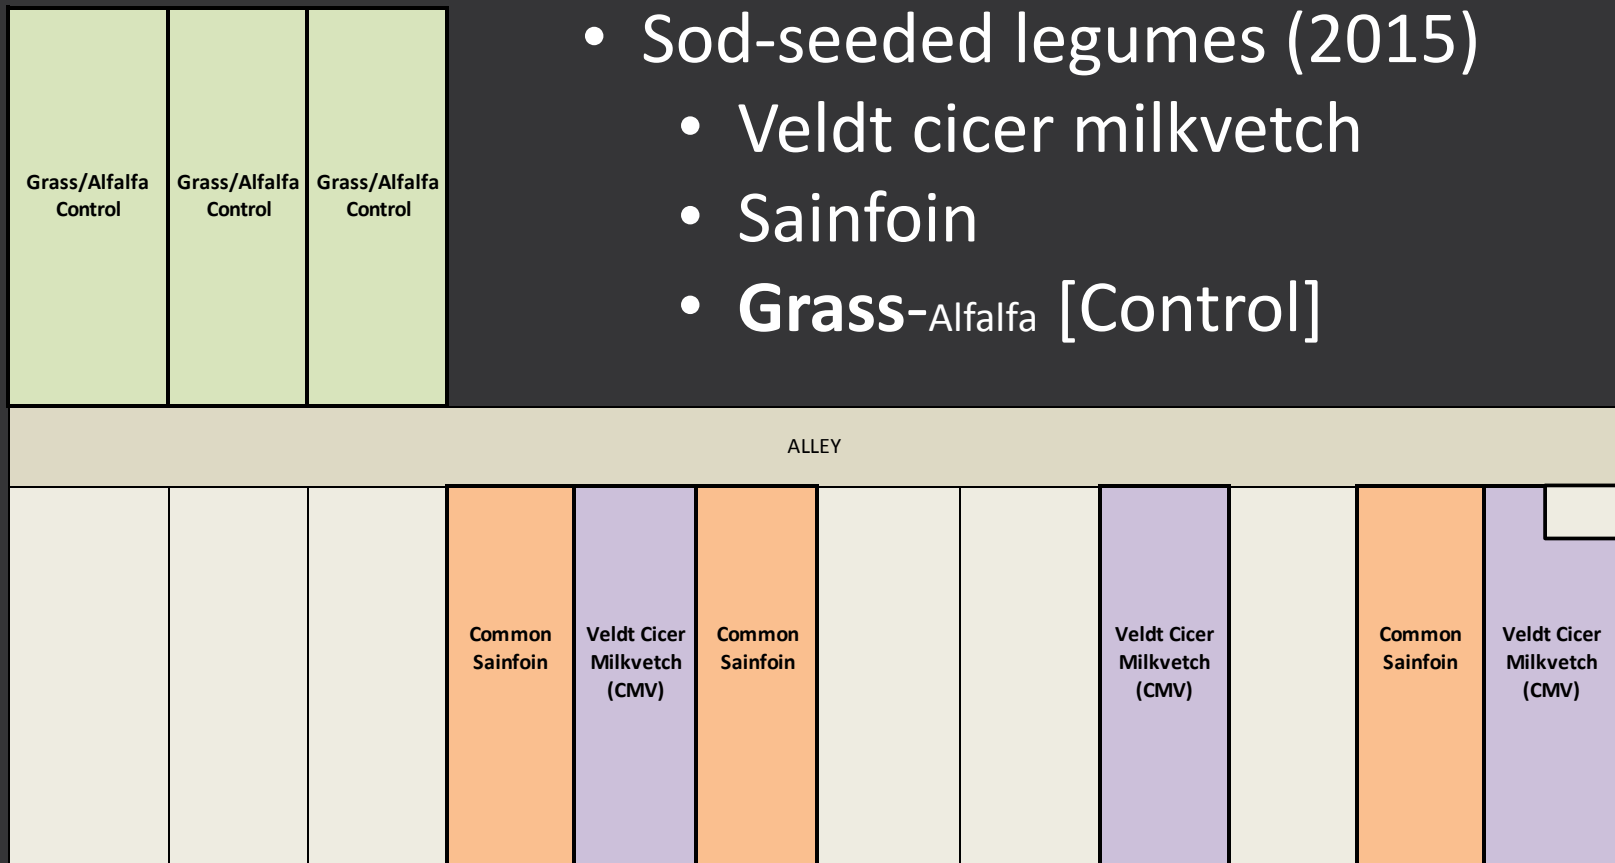 • Sod-seeded legumes (2015)
• Veldt cicer milkvetch
• Sainfoin
• Grass-Alfalfa [Control]
Grass/Alfalfa
Control
Grass/Alfalfa
Control
Grass/Alfalfa
Control
ALLEY
Common
Sainfoin
Veldt Cicer
Milkvetch
(CMV)
Common
Sainfoin
Veldt Cicer
Milkvetch
(CMV)
Common
Sainfoin
Veldt Cicer
Milkvetch
(CMV)